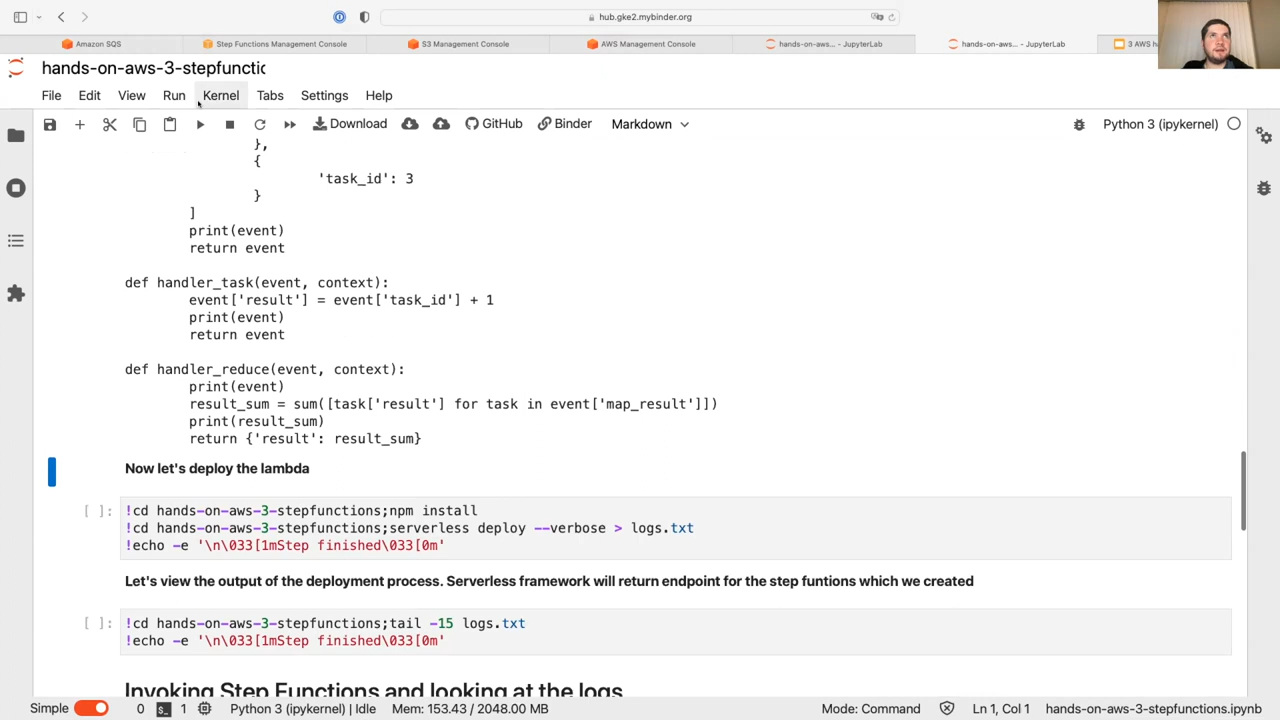 hub.gke2.mybinder.org
Amazon SQS
Step Functions Management Console
S3 Management Console
AWS Management Console
hands-on-aws... - JupyterLab
hands-on-aws... - JupyterLab
3 AWS h
hands-on-aws-3-stepfunctic
File Edit View Run Kernel Tabs Settings Help
Download GitHub Binder Markdown Python 3 (ipykernel)
},
{
'task_id': 3
}
]
print(event)
return event
def handler_task(event, context):
event['result'] = event['task_id'] + 1
print(event)
return event
def handler_reduce(event, context):
print(event)
result_sum = sum([task['result'] for task in event['map_result']])
print(result_sum)
return {'result': result_sum}
Now let's deploy the lambda
[ ]: !cd hands-on-aws-3-stepfunctions;npm install
!cd hands-on-aws-3-stepfunctions;serverless deploy --verbose > logs.txt
!echo -e '\n\033[1mStep finished\033[0m'
Let's view the output of the deployment process. Serverless framework will return endpoint for the step funtions which we created
[ ]: !cd hands-on-aws-3-stepfunctions;tail -15 logs.txt
!echo -e '\n\033[1mStep finished\033[0m'
Invoking Step Functions and looking at the logs
Simple 0 1 Python 3 (ipykernel) | Idle Mem: 153.43 / 2048.00 MB Mode: Command Ln 1, Col 1 hands-on-aws-3-stepfunctions.ipynb